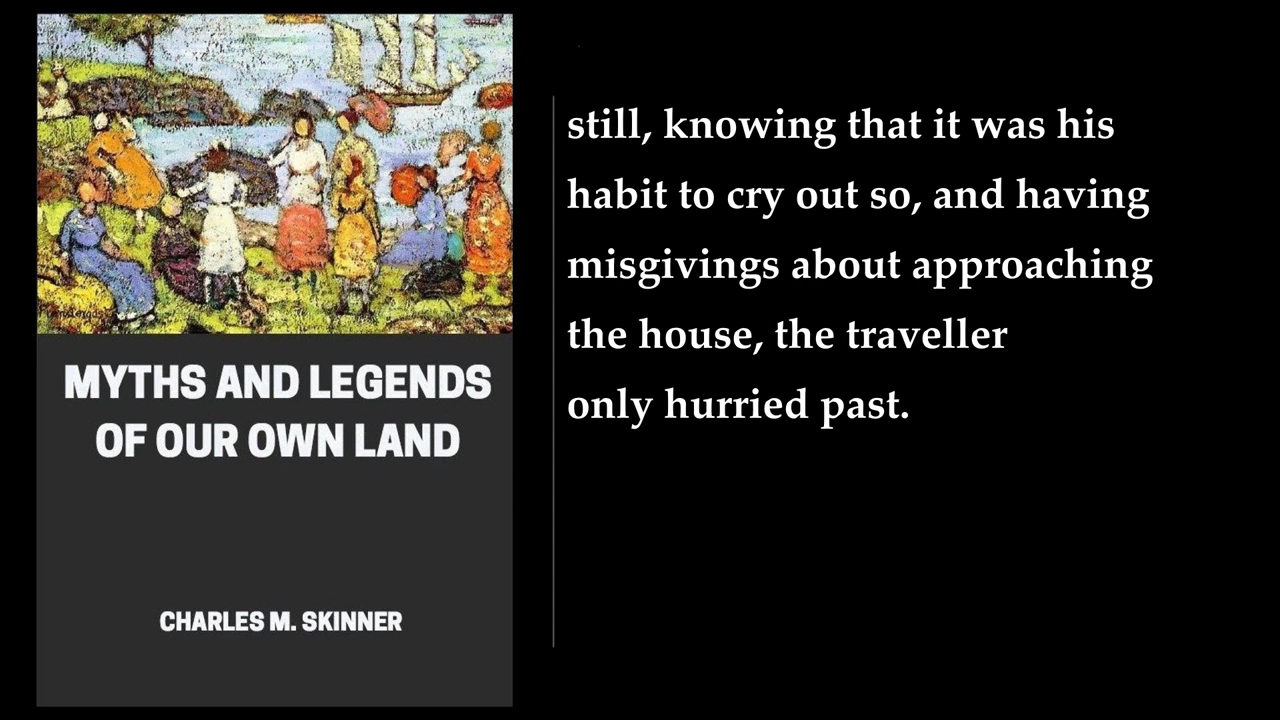 MYTHS AND LEGENDS
OF OUR OWN LAND
CHARLES M. SKINNER
still, knowing that it was his
habit to cry out so, and having
misgivings about approaching
the house, the traveller
only hurried past.